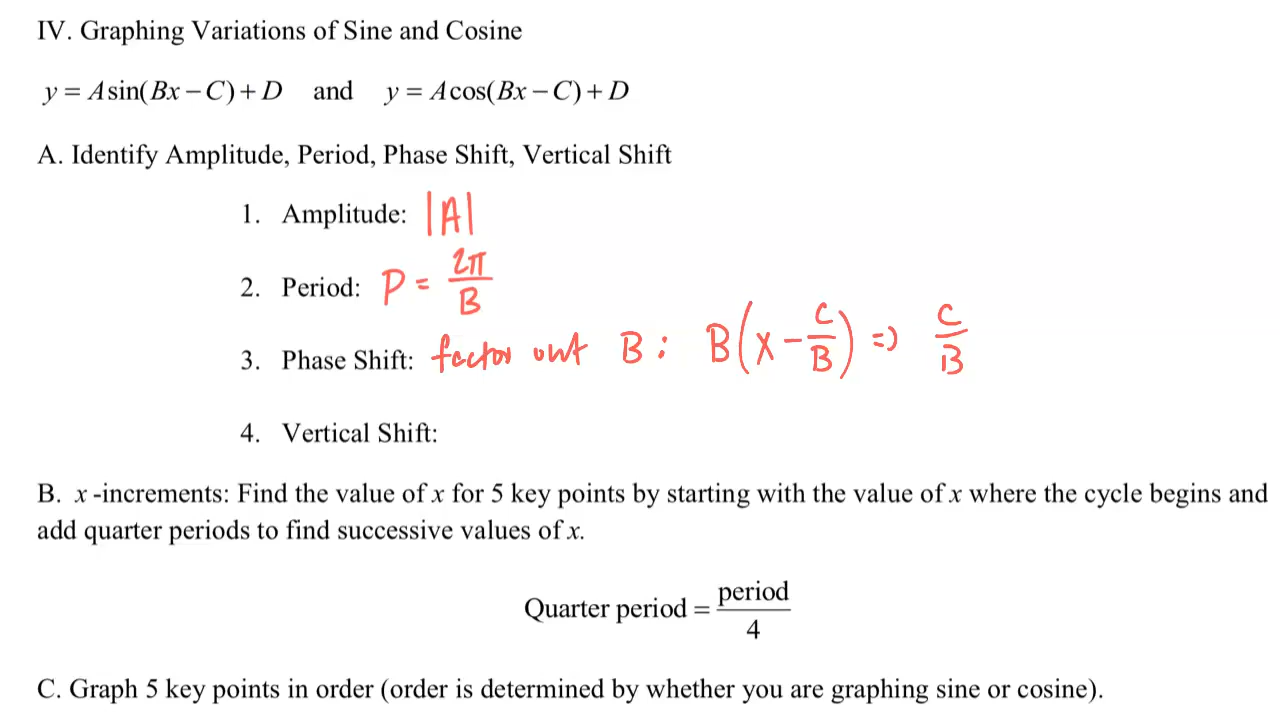 IV. Graphing Variations of Sine and Cosine
y = A sin(Bx − C) + D and y = A cos(Bx − C) + D
A. Identify Amplitude, Period, Phase Shift, Vertical Shift
1. Amplitude: |A|
2. Period: P = 2π/B
3. Phase Shift: factor out B: B(x − C/B) => C/B
4. Vertical Shift:
B. x -increments: Find the value of x for 5 key points by starting with the value of x where the cycle begins and
add quarter periods to find successive values of x.
Quarter period = period/4
C. Graph 5 key points in order (order is determined by whether you are graphing sine or cosine).